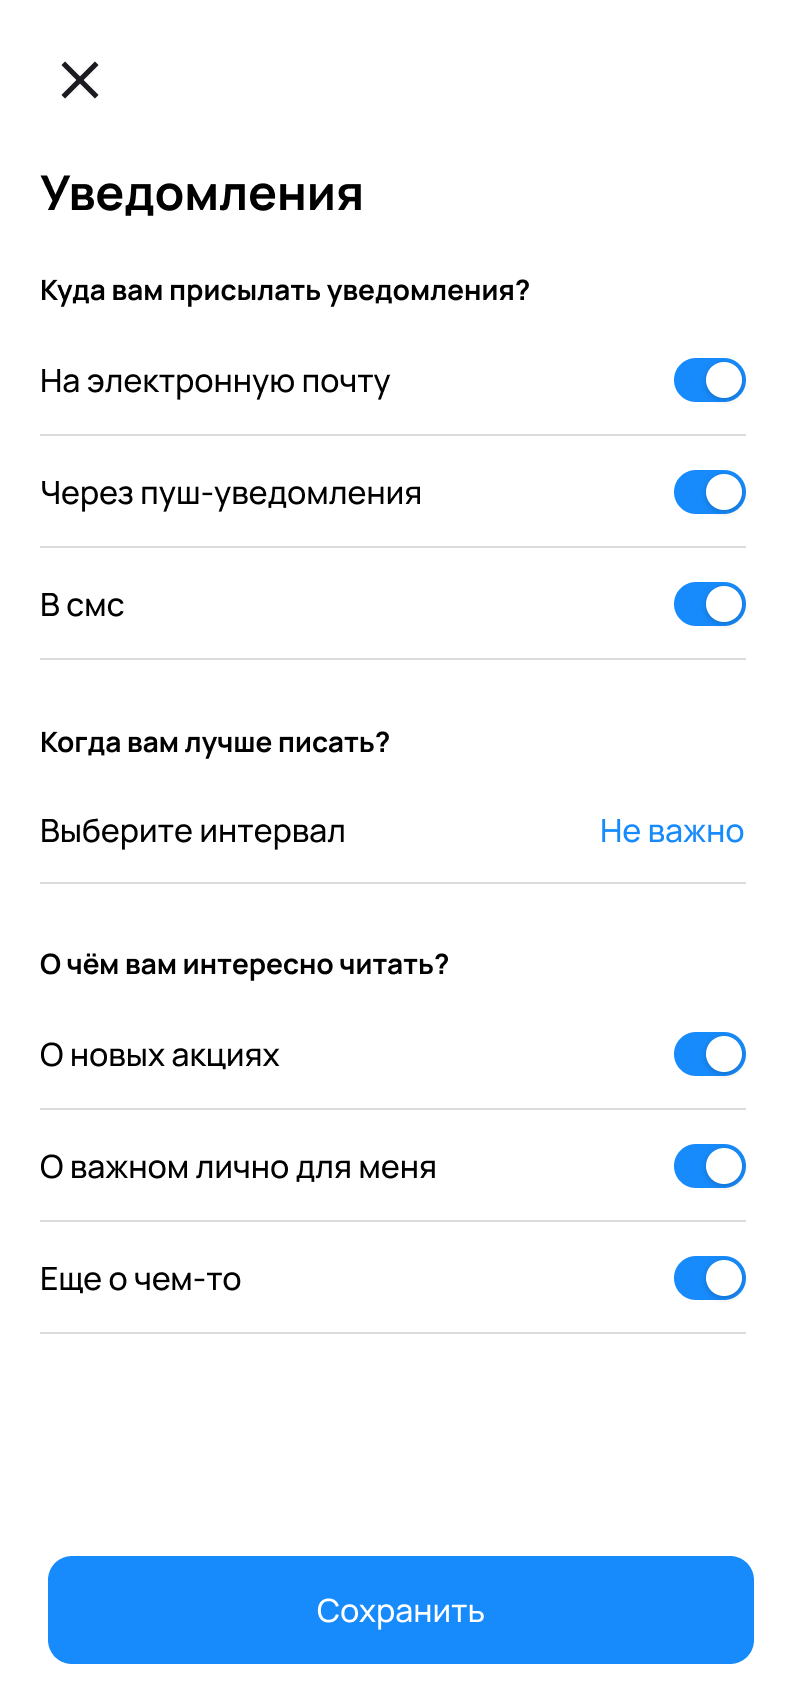 Уведомления
Куда вам присылать уведомления?
На электронную почту
Через пуш-уведомления
В смс
Когда вам лучше писать?
Выберите интервал Не важно
О чём вам интересно читать?
О новых акциях
О важном лично для меня
Еще о чем-то
Сохранить